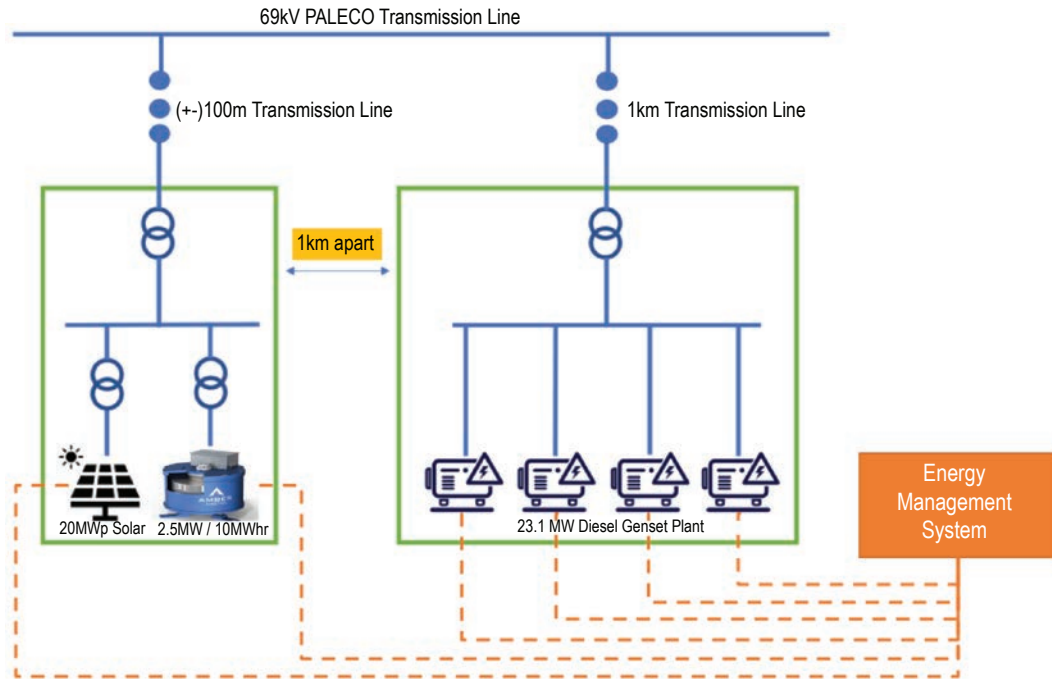 69kV PALECO Transmission Line
(+-)100m Transmission Line
1km Transmission Line
1km apart
AMBER
20MWp Solar
2.5MW / 10MWhr
23.1 MW Diesel Genset Plant
Energy
Management
System